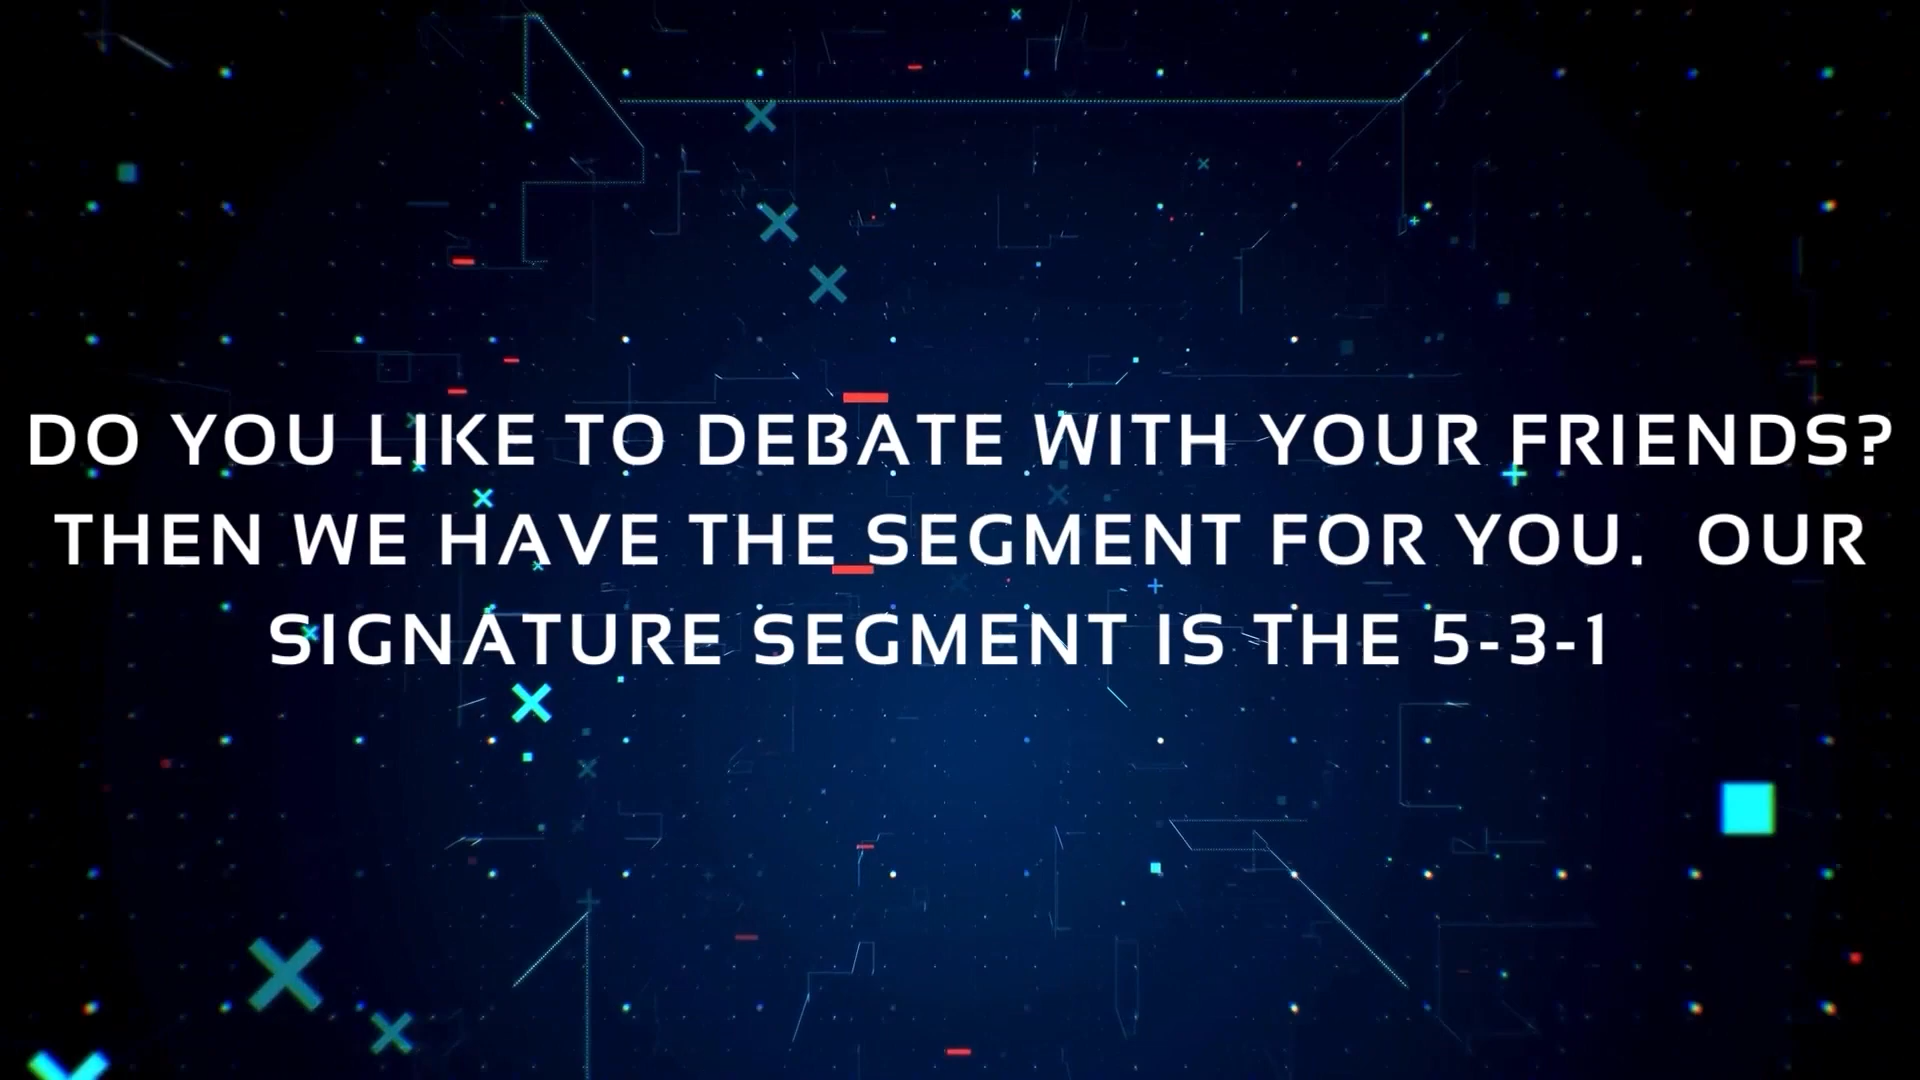 DO YOU LIKE TO DEBATE WITH YOUR FRIENDS?
THEN WE HAVE THE SEGMENT FOR YOU.  OUR
SIGNATURE SEGMENT IS THE 5-3-1